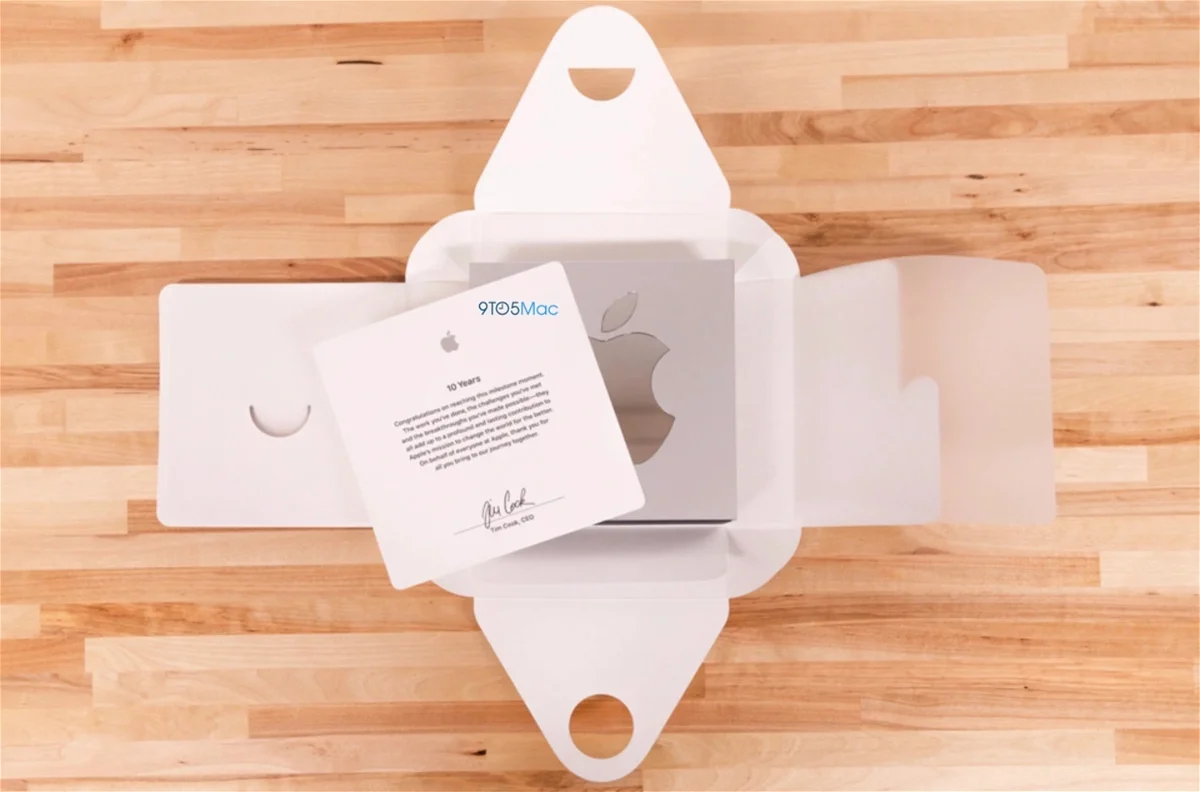 9TO5Mac
10 Years
Congratulations on reaching this milestone moment.
The work you've done, the challenges you've met
and the breakthroughs you've made possible—they
all add up to a profound and lasting contribution to
Apple's mission to change the world for the better.
On behalf of everyone at Apple, thank you for
all you bring to our journey together.
Tim Cook
Tim Cook, CEO